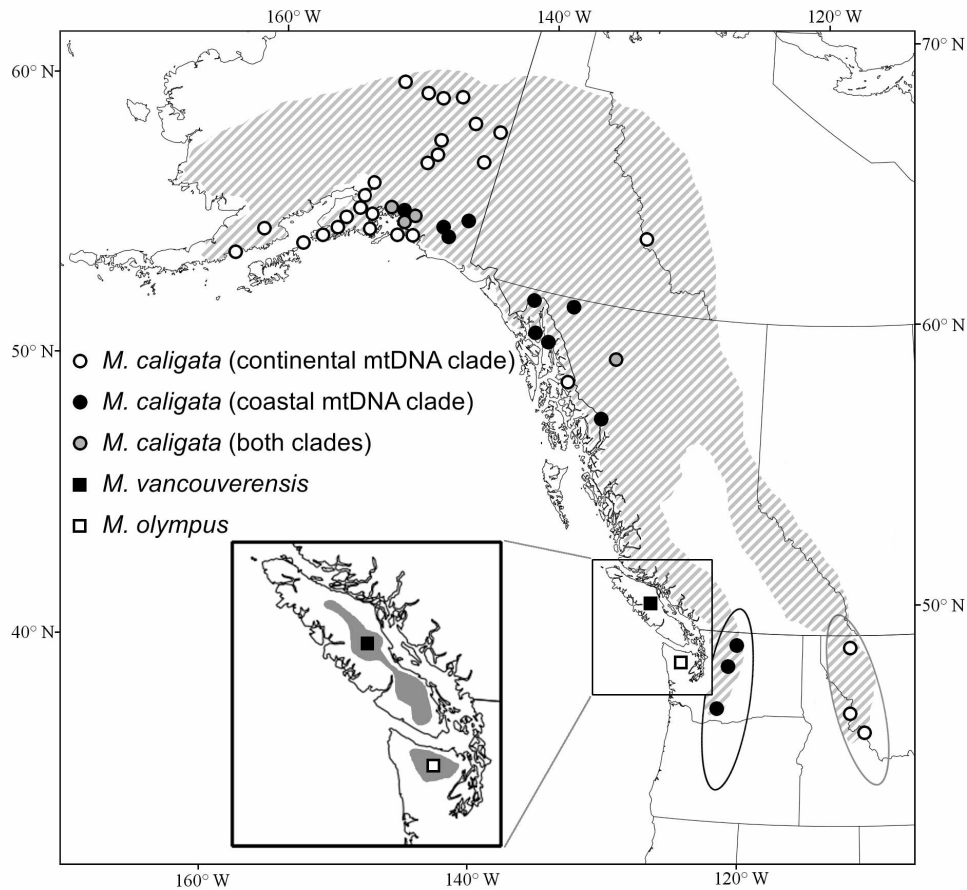 160° W 140° W 120° W
60° N 70° N
60° N
50° N
M. caligata (continental mtDNA clade)
M. caligata (coastal mtDNA clade)
M. caligata (both clades)
M. vancouverensis
M. olympus
50° N
40° N
160° W 140° W 120° W